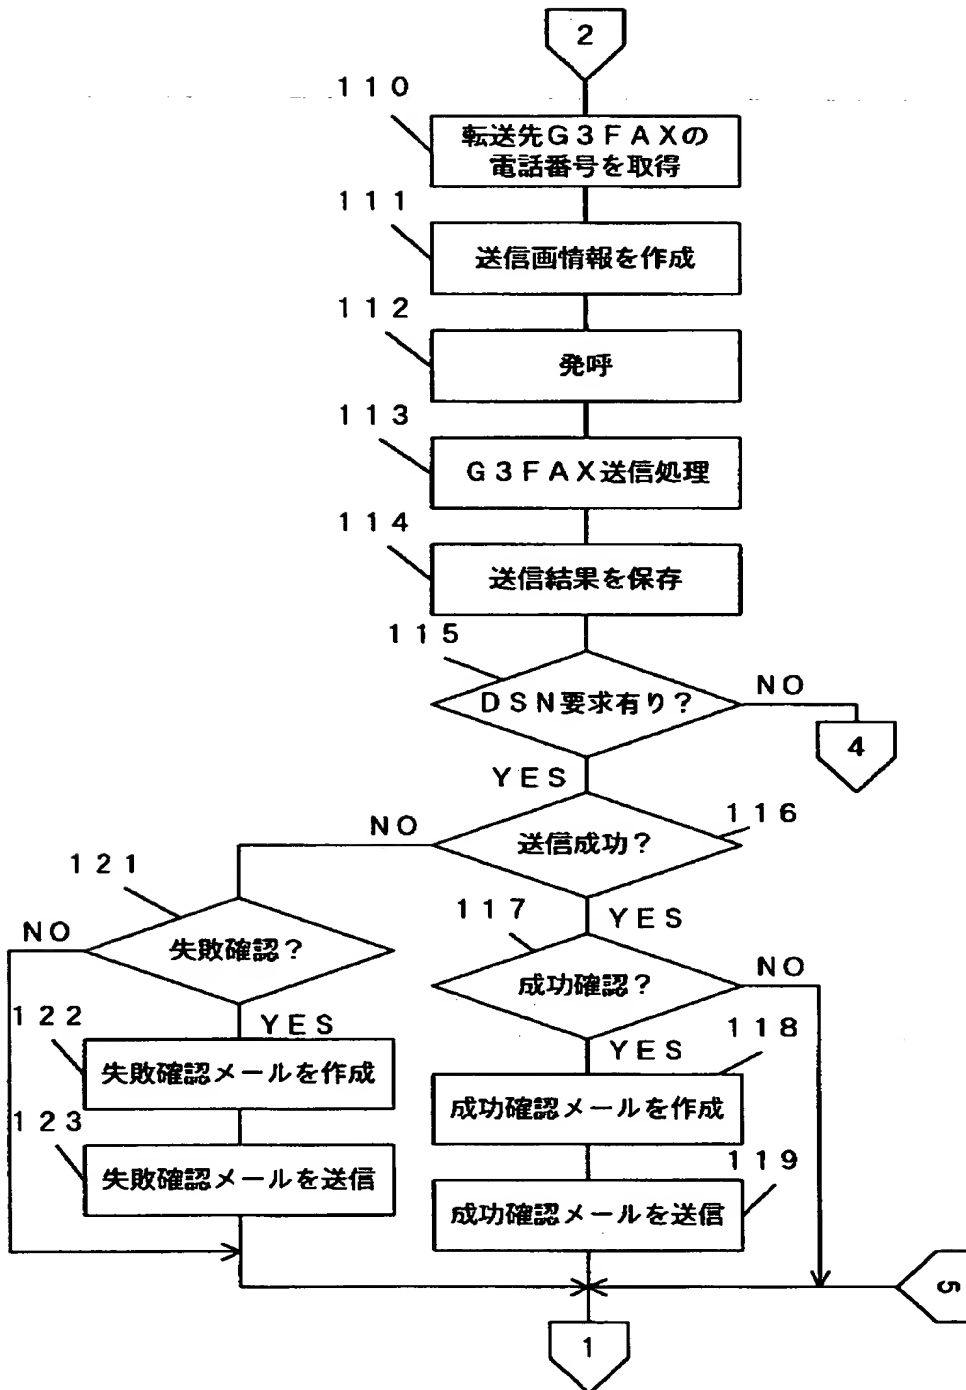 2
１１０
転送先Ｇ３ＦＡＸの
電話番号を取得
１１１
送信画情報を作成
１１２
発呼
１１３
Ｇ３ＦＡＸ送信処理
１１４
送信結果を保存
１１５
ＤＳＮ要求有り？
ＮＯ
4
ＹＥＳ
１１６
送信成功？
ＮＯ
１２１
失敗確認？
ＮＯ
ＹＥＳ
１１７
成功確認？
ＮＯ
１２２
ＹＥＳ
失敗確認メールを作成
１１８
ＹＥＳ
成功確認メールを作成
１２３
失敗確認メールを送信
１１９
成功確認メールを送信
5
1